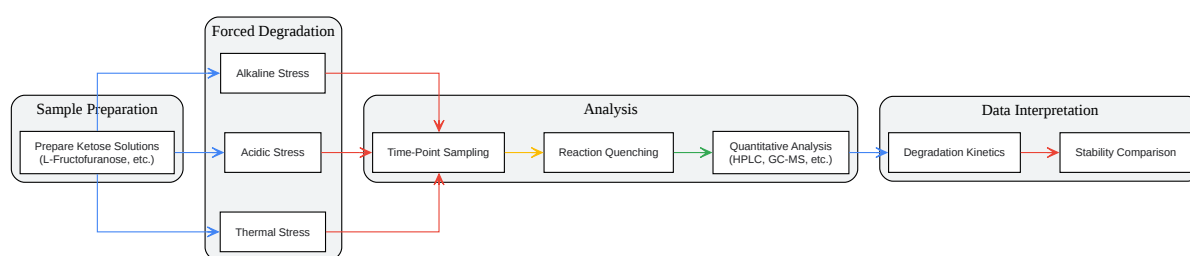 Forced Degradation
Alkaline Stress
Sample Preparation
Analysis
Data Interpretation
Prepare Ketose Solutions
(L-Fructofuranose, etc.)
Acidic Stress
Time-Point Sampling
Reaction Quenching
Quantitative Analysis
(HPLC, GC-MS, etc.)
Degradation Kinetics
Stability Comparison
Thermal Stress